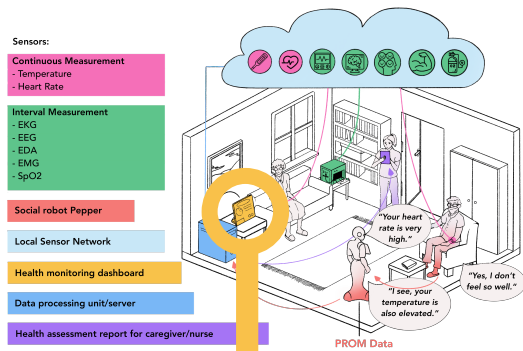 Sensors:
Continuous Measurement
- Temperature
- Heart Rate
Interval Measurement
- EKG
- EEG
- EDA
- EMG
- SpO2
Social robot Pepper
Local Sensor Network
Health monitoring dashboard
Data processing unit/server
Health assessment report for caregiver/nurse
"Your heart
rate is very
high."
"Yes, I don't
feel so well."
"I see, your
temperature is
also elevated."
PROM Data